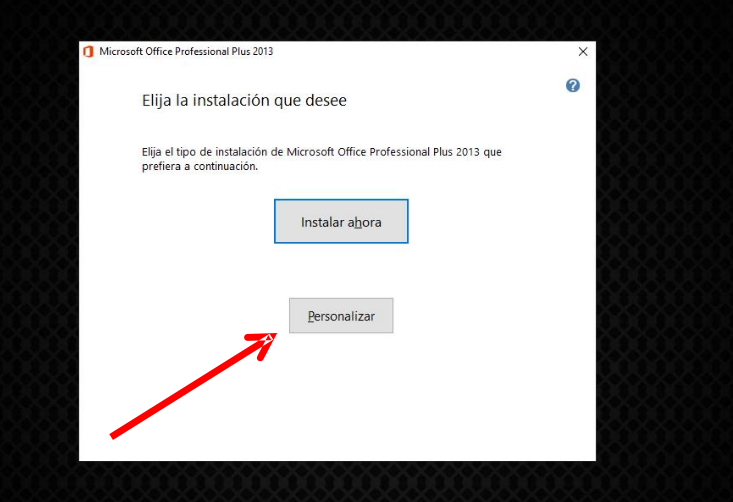 Microsoft Office Professional Plus 2013
?
Elija la instalación que desee
Elija el tipo de instalación de Microsoft Office Professional Plus 2013 que
prefiera a continuación.
Instalar ahora
Personalizar